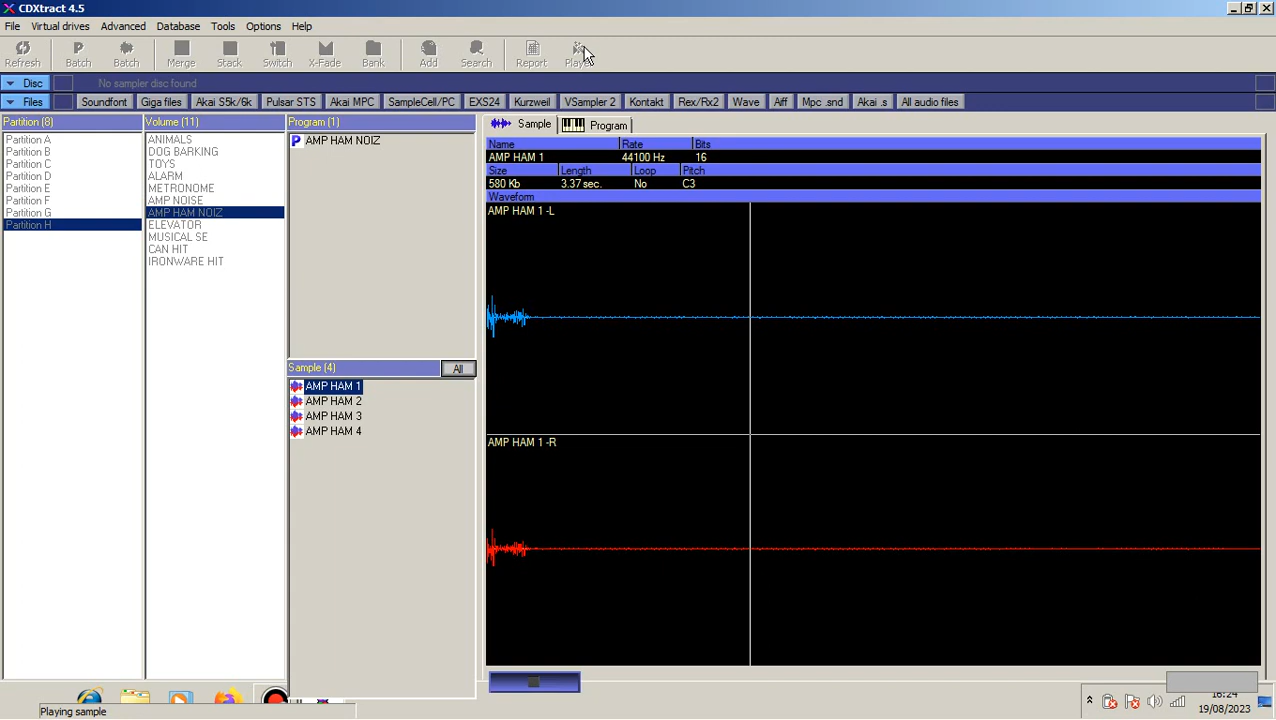 CDXtract 4.5
File Virtual drives Advanced Database Tools Options Help
Refresh Batch Batch Merge Stack Switch X-Fade Bank Add Search Report
Disc No sampler disc found
Files Soundfont Giga files Akai S5k/6k Pulsar STS Akai MPC SampleCell/PC EXS24 Kurzweil VSampler 2 Kontakt Rex/Rx2 Wave Aiff Mpc .snd Akai .s All audio files
Partition (8)
Partition A
Partition B
Partition C
Partition D
Partition E
Partition F
Partition G
Partition H
Volume (11)
ANIMALS
DOG BARKING
TOYS
ALARM
METRONOME
AMP NOISE
AMP HAM NOIZ
ELEVATOR
MUSICAL SE
CAN HIT
IRONWARE HIT
Program (1)
P AMP HAM NOIZ
Sample (4) All
AMP HAM 1
AMP HAM 2
AMP HAM 3
AMP HAM 4
Sample Program
Name Rate Bits
AMP HAM 1 44100 Hz 16
Size Length Loop Pitch
580 Kb 3.37 sec. No C3
Waveform
AMP HAM 1 -L
AMP HAM 1 -R
Playing sample
16:24
19/08/2023